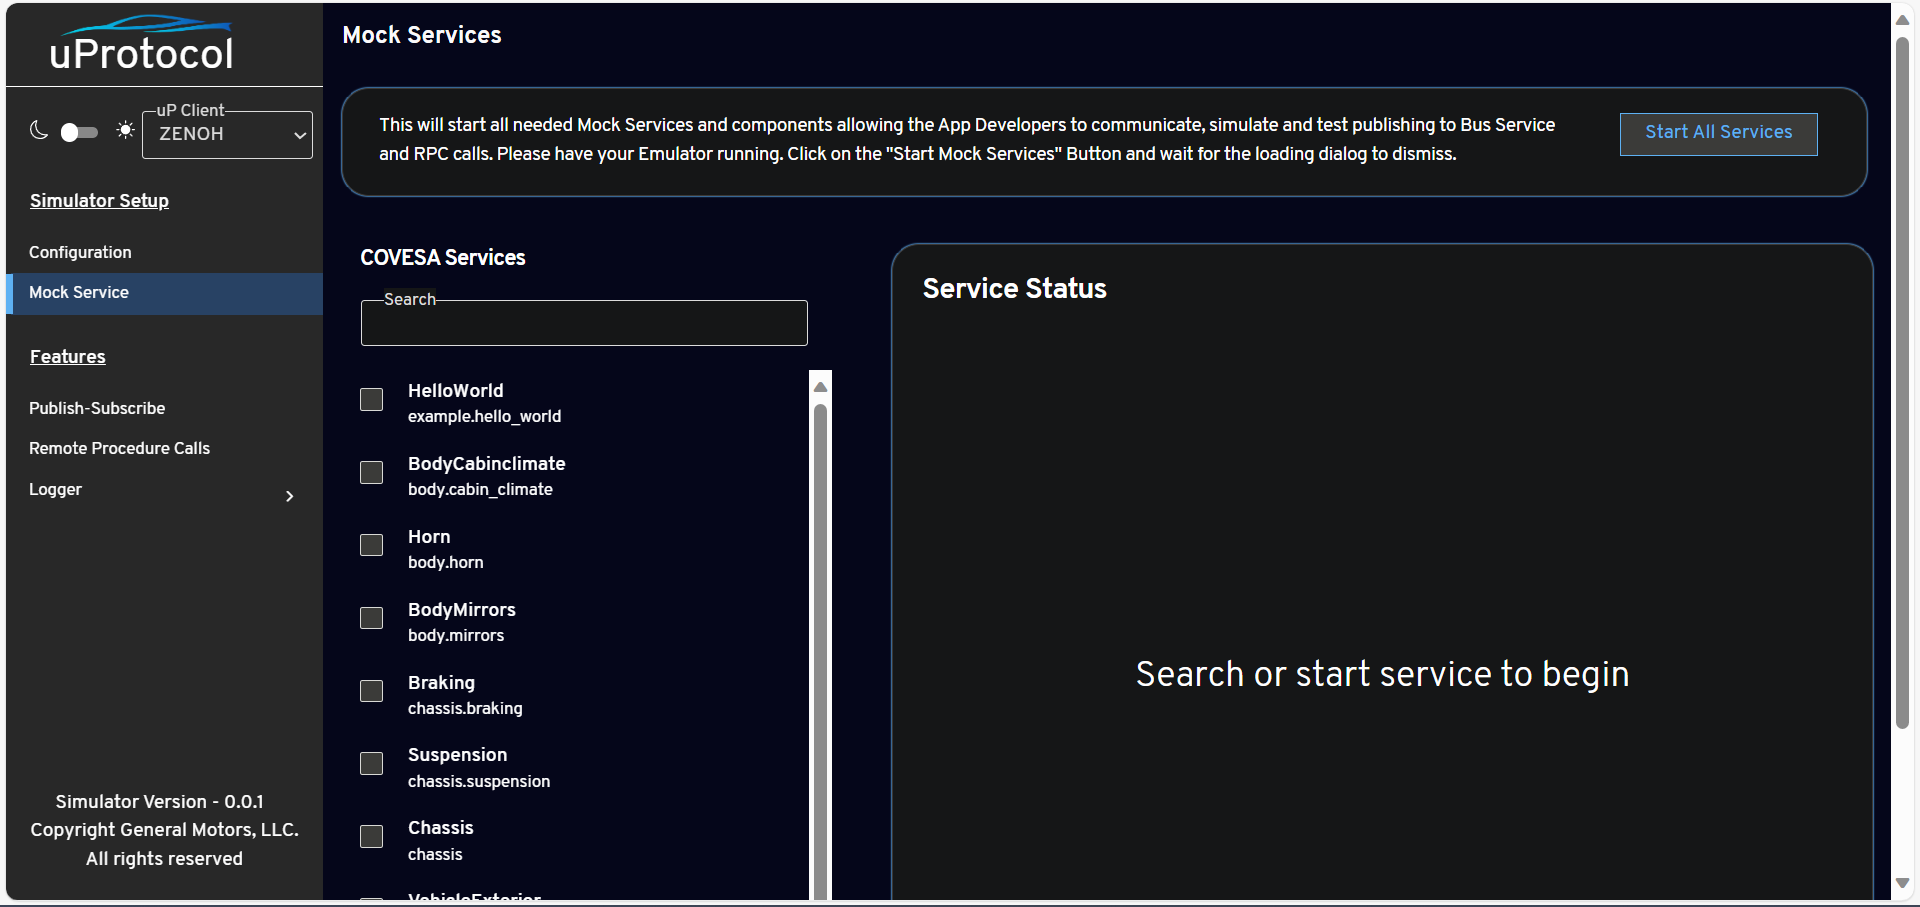 uProtocol
uP Client
ZENOH
Simulator Setup
Configuration
Mock Service
Features
Publish-Subscribe
Remote Procedure Calls
Logger
Simulator Version - 0.0.1
Copyright General Motors, LLC.
All rights reserved
Mock Services
This will start all needed Mock Services and components allowing the App Developers to communicate, simulate and test publishing to Bus Service
and RPC calls. Please have your Emulator running. Click on the "Start Mock Services" Button and wait for the loading dialog to dismiss.
Start All Services
COVESA Services
Search
HelloWorld
example.hello_world
BodyCabinclimate
body.cabin_climate
Horn
body.horn
BodyMirrors
body.mirrors
Braking
chassis.braking
Suspension
chassis.suspension
Chassis
chassis
VehicleExterior
Service Status
Search or start service to begin